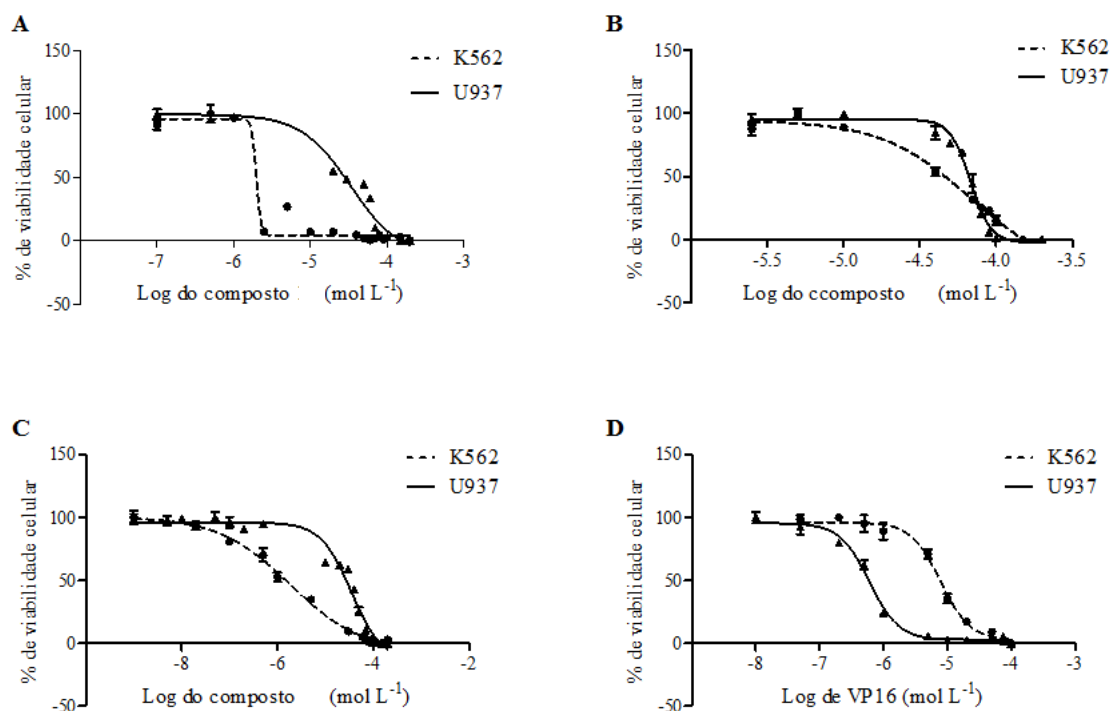 A
150
100
50
0
-50
% de viabilidade celular
K562
U937
-7
-6
-5
-4
-3
Log do composto (mol L⁻¹)
B
150
100
50
0
-50
% de viabilidade celular
K562
U937
-5.5
-5.0
-4.5
-4.0
-3.5
Log do ccomposto (mol L⁻¹)
C
150
100
50
0
-50
% de viabilidade celular
K562
U937
-8
-6
-4
-2
Log do composto (mol L⁻¹)
D
150
100
50
0
-50
% de viabilidade celular
K562
U937
-8
-7
-6
-5
-4
-3
Log de VP16 (mol L⁻¹)